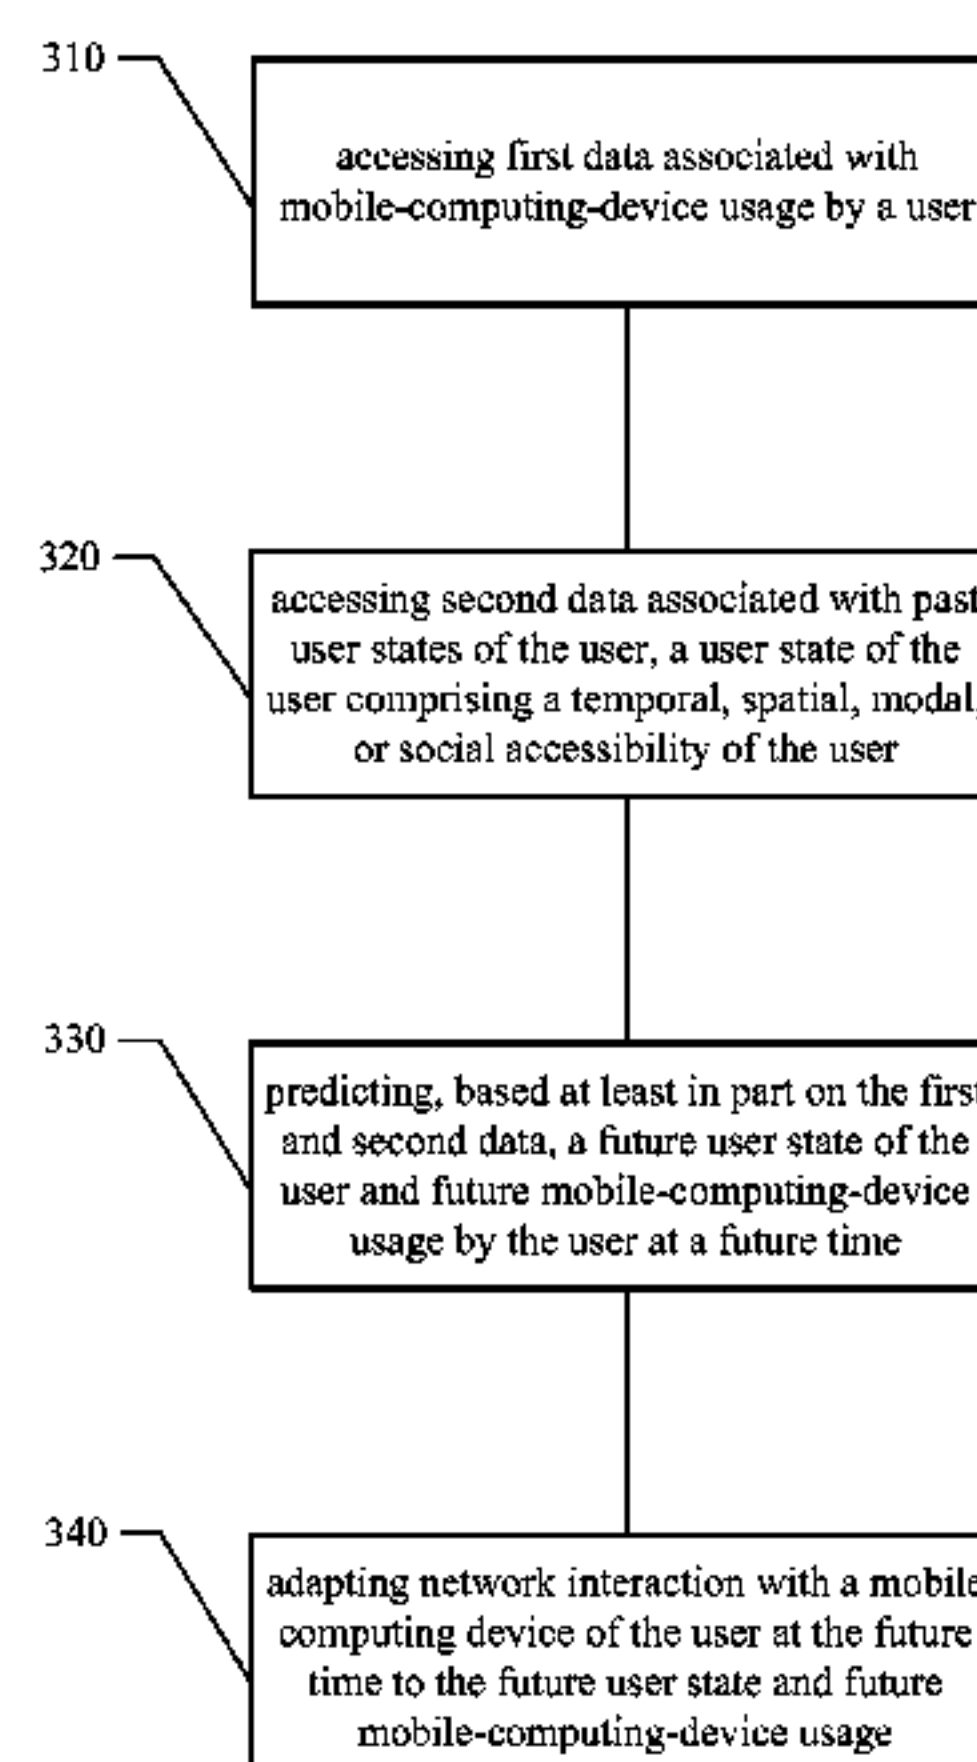 310
accessing first data associated with
mobile-computing-device usage by a user
320
accessing second data associated with past
user states of the user, a user state of the
user comprising a temporal, spatial, modal,
or social accessibility of the user
330
predicting, based at least in part on the first
and second data, a future user state of the
user and future mobile-computing-device
usage by the user at a future time
340
adapting network interaction with a mobile
computing device of the user at the future
time to the future user state and future
mobile-computing-device usage